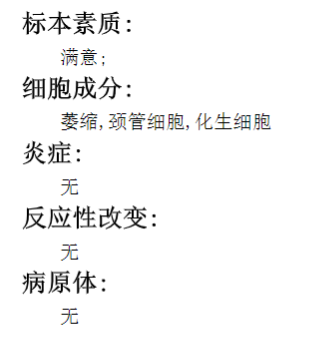 标本素质:
满意;
细胞成分:
萎缩,颈管细胞,化生细胞
炎症:
无
反应性改变:
无
病原体:
无